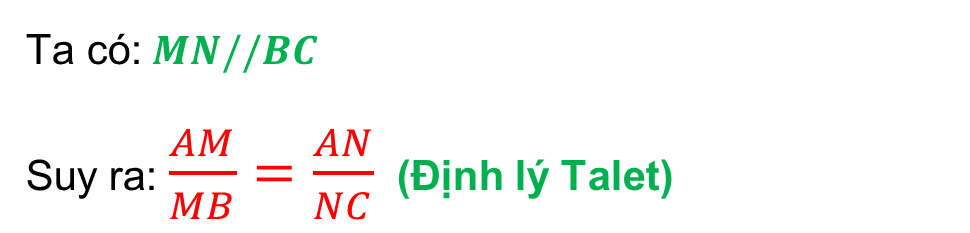 Ta có: MN//BC
Suy ra: AM/MB = AN/NC (Định lý Talet)